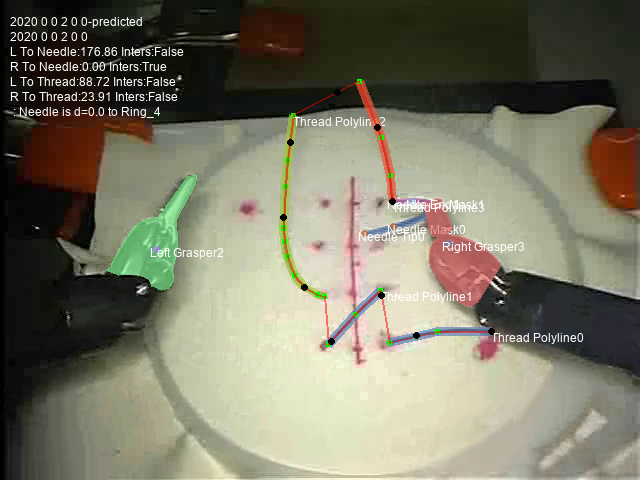 2020 0 0 2 0 0-predicted
2020 0 0 2 0 0
L To Needle:176.86 Inters:False
R To Needle:0.00 Inters:True
L To Thread:88.72 Inters:False
R To Thread:23.91 Inters:False
: Needle is d=0.0 to Ring_4
Thread Polyline2
Needle EndMask1
Thread Polyline3
Needle Mask0
Needle Tip0
Right Grasper3
Left Grasper2
Thread Polyline1
Thread Polyline0